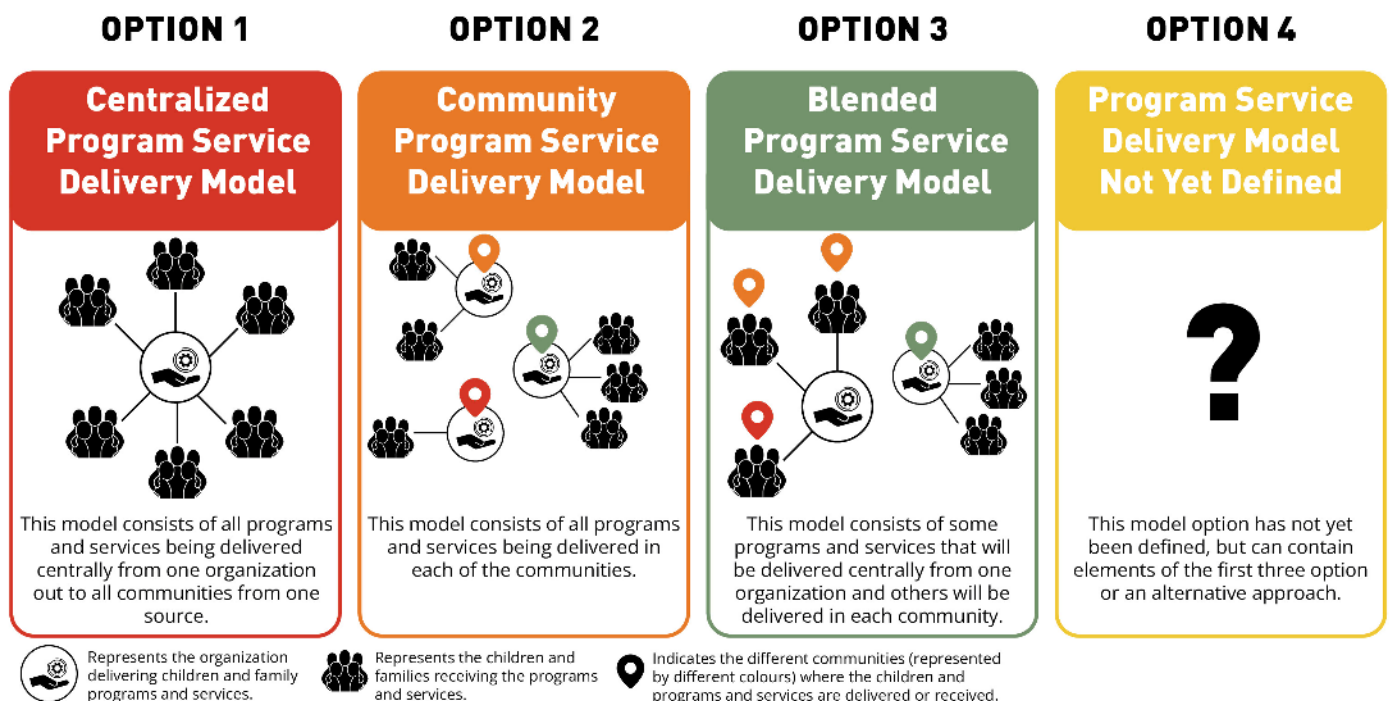 OPTION 1
Centralized
Program Service
Delivery Model
This model consists of all programs
and services being delivered
centrally from one organization
out to all communities from one
source.
OPTION 2
Community
Program Service
Delivery Model
This model consists of all programs
and services being delivered in
each of the communities.
OPTION 3
Blended
Program Service
Delivery Model
This model consists of some
programs and services that will
be delivered centrally from one
organization and others will be
delivered in each community.
OPTION 4
Program Service
Delivery Model
Not Yet Defined
?
This model option has not yet
been defined, but can contain
elements of the first three option
or an alternative approach.
Represents the organization
delivering children and family
programs and services.
Represents the children and
families receiving the programs
and services.
Indicates the different communities (represented
by different colours) where the children and
programs and services are delivered or received.